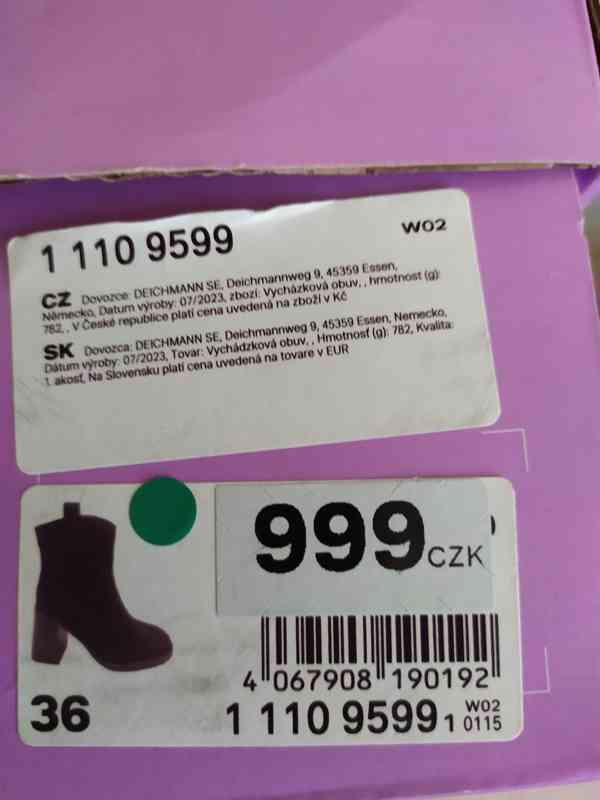 1 110 9599
W02
CZ Dovozce: DEICHMANN SE, Deichmannweg 9, 45359 Essen,
Německo, Datum výroby: 07/2023, zbozí: Vycházková obuv, , hmotnost (g):
782, , V České republice platí cena uvedená na zboží v Kč
SK Dovozca: DEICHMANN SE, Deichmannweg 9, 45359 Essen, Nemecko,
Dátum výroby: 07/2023, Tovar: Vychádzková obuv, , Hmotnosť (g): 782, Kvalita:
1. akosť, Na Slovensku platí cena uvedená na tovare v EUR
999 CZK
4 067908 190192
36
1 110 9599 1
W02
0115